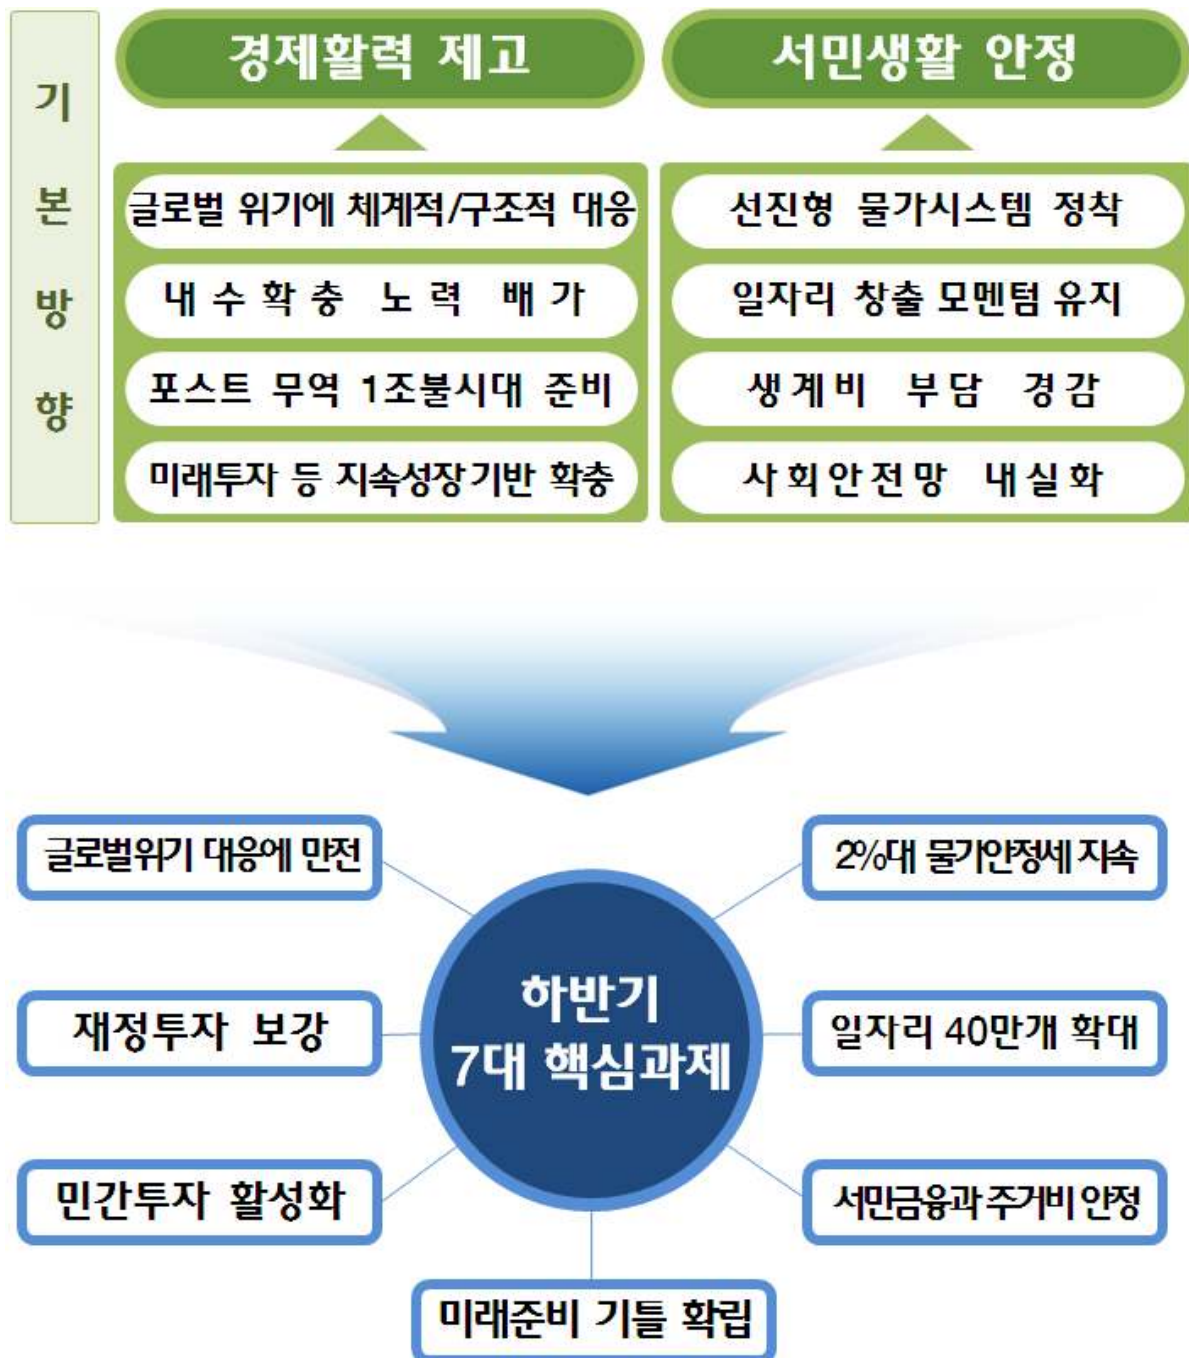 기본방향
경제활력 제고
서민생활 안정
글로벌 위기에 체계적/구조적 대응
내수확충 노력 배가
포스트 무역 1조불시대 준비
미래투자 등 지속성장기반 확충
선진형 물가시스템 정착
일자리 창출 모멘텀 유지
생계비 부담 경감
사회안전망 내실화
하반기
7대 핵심과제
글로벌위기 대응에 만전
재정투자 보강
민간투자 활성화
미래준비 기틀 확립
2%대 물가안정세 지속
일자리 40만개 확대
서민금융과 주거비 안정